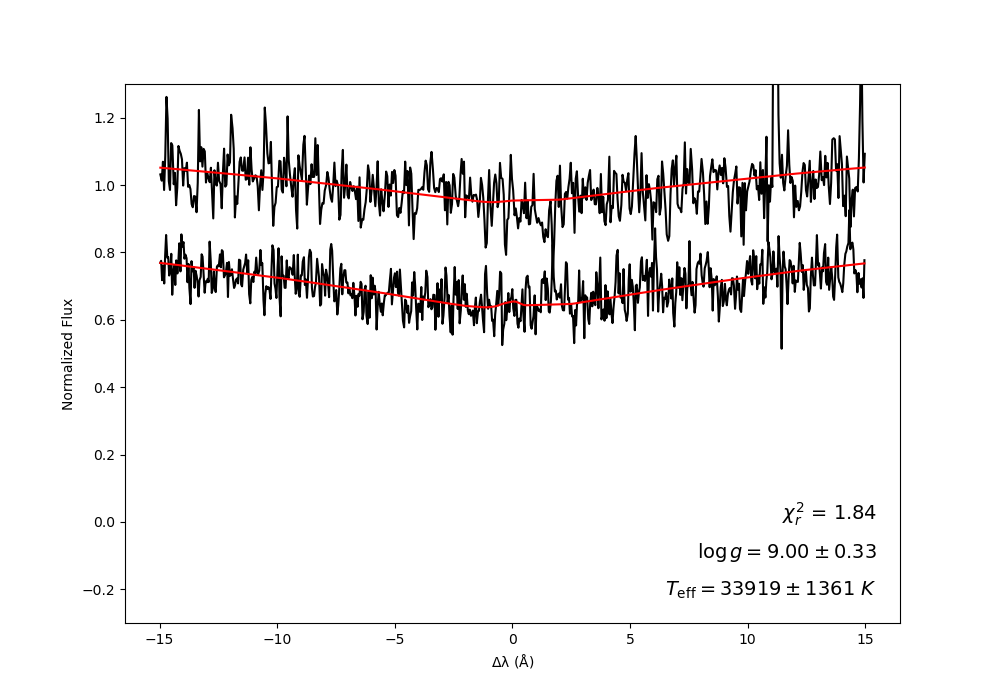 1.2
1.0
0.8
0.6
0.4
0.2
0.0
−0.2
Normalized Flux
χ²ᵣ = 1.84
log g = 9.00 ± 0.33
T_eff = 33919 ± 1361 K
−15 −10 −5 0 5 10 15
Δλ (Å)